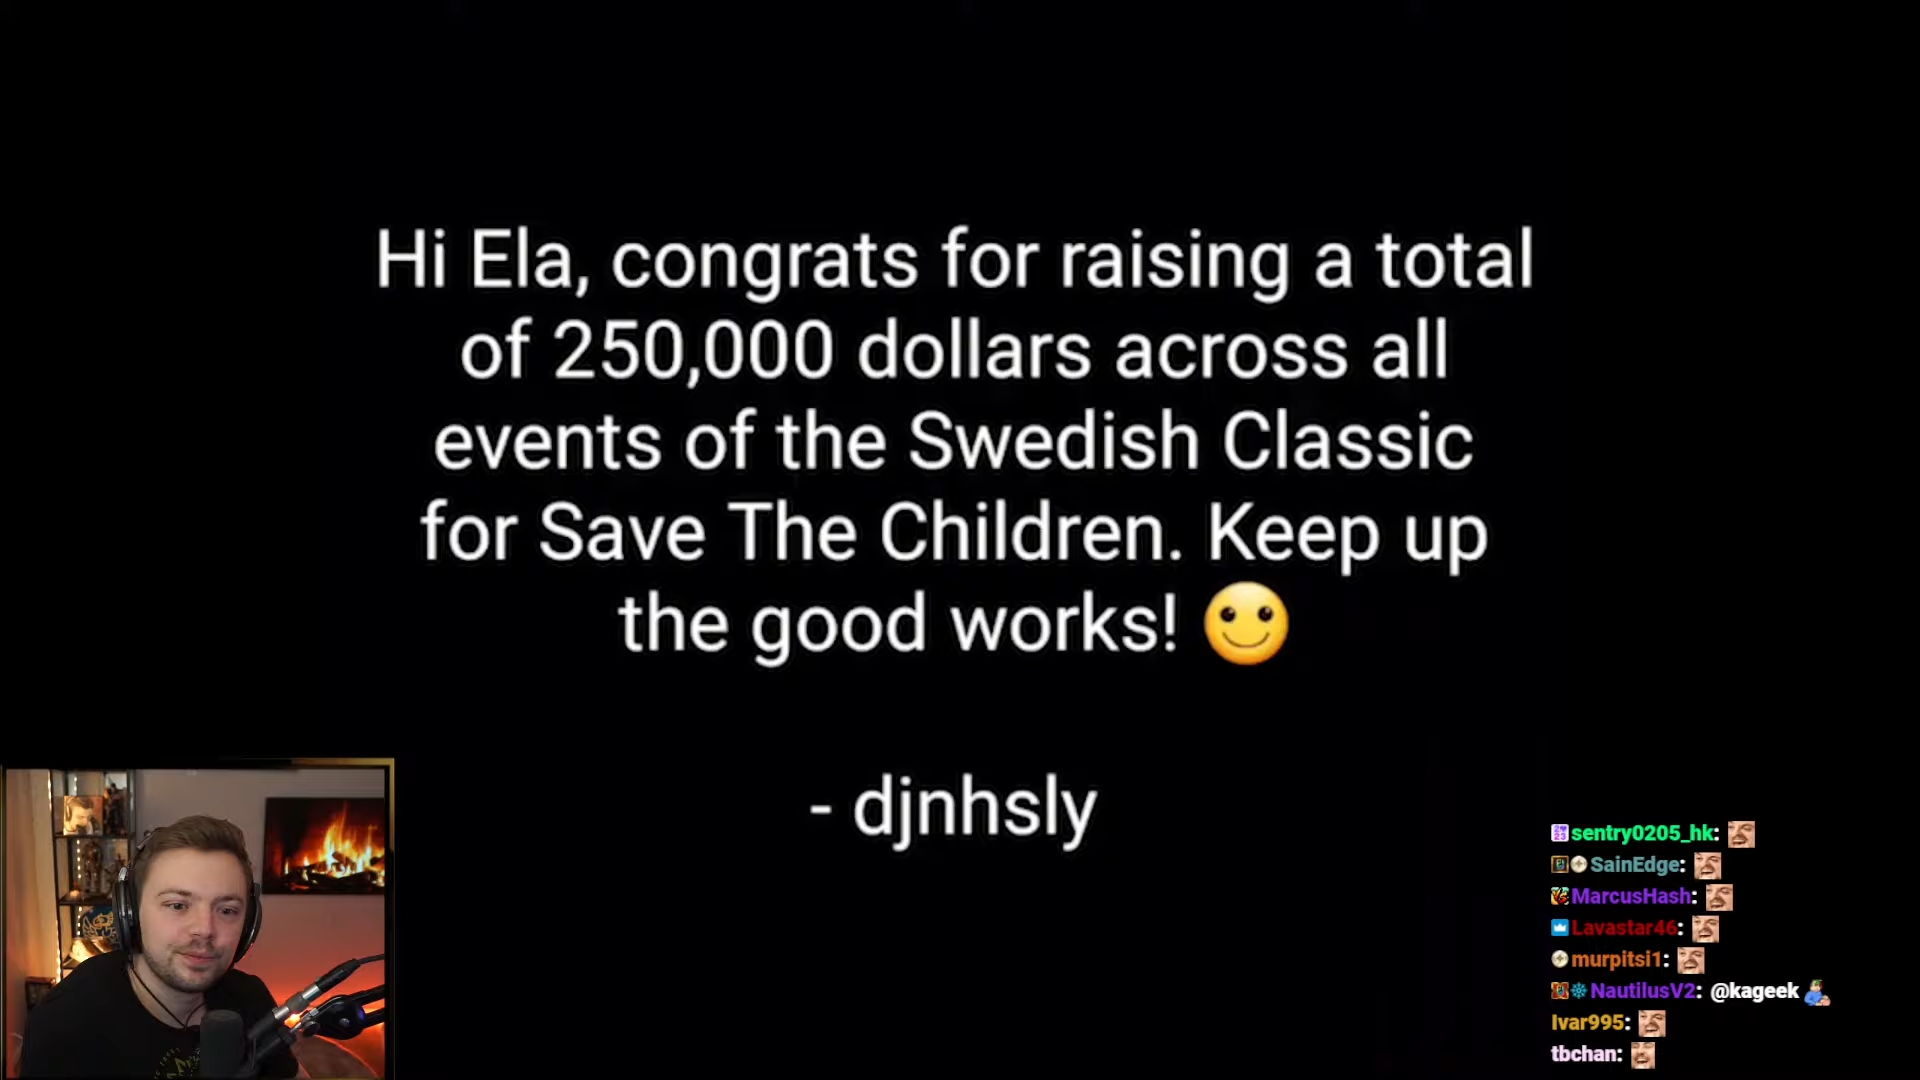 Hi Ela, congrats for raising a total
of 250,000 dollars across all
events of the Swedish Classic
for Save The Children. Keep up
the good works! 🙂
- djnhsly
sentry0205_hk:
SainEdge:
MarcusHash:
Lavastar46:
murpitsi1:
NautilusV2: @kageek
Ivar995:
tbchan: